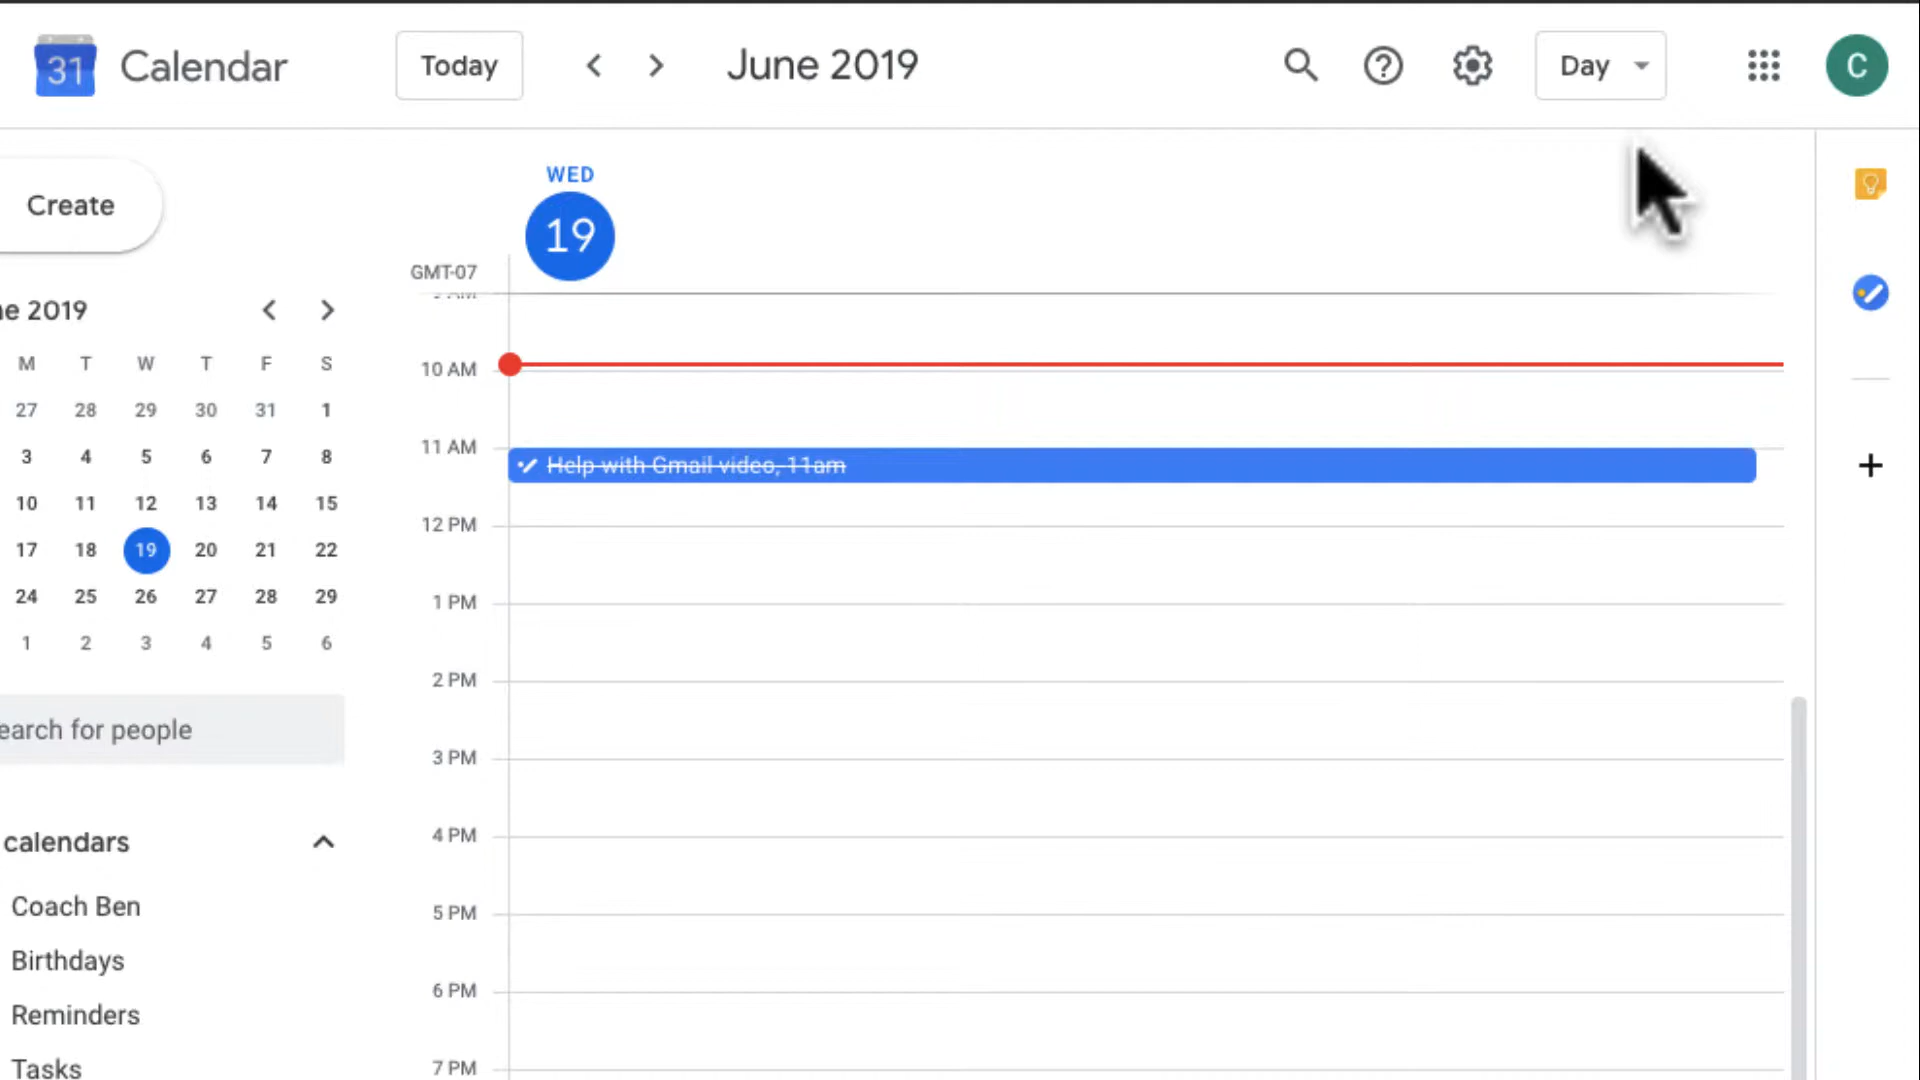 31 Calendar Today June 2019 Day C
Create
WED
19
GMT-07
ne 2019
M T W T F S
27 28 29 30 31 1
3 4 5 6 7 8
10 11 12 13 14 15
17 18 19 20 21 22
24 25 26 27 28 29
1 2 3 4 5 6
earch for people
calendars
Coach Ben
Birthdays
Reminders
Tasks
10 AM
11 AM
Help with Gmail video, 11am
12 PM
1 PM
2 PM
3 PM
4 PM
5 PM
6 PM
7 PM